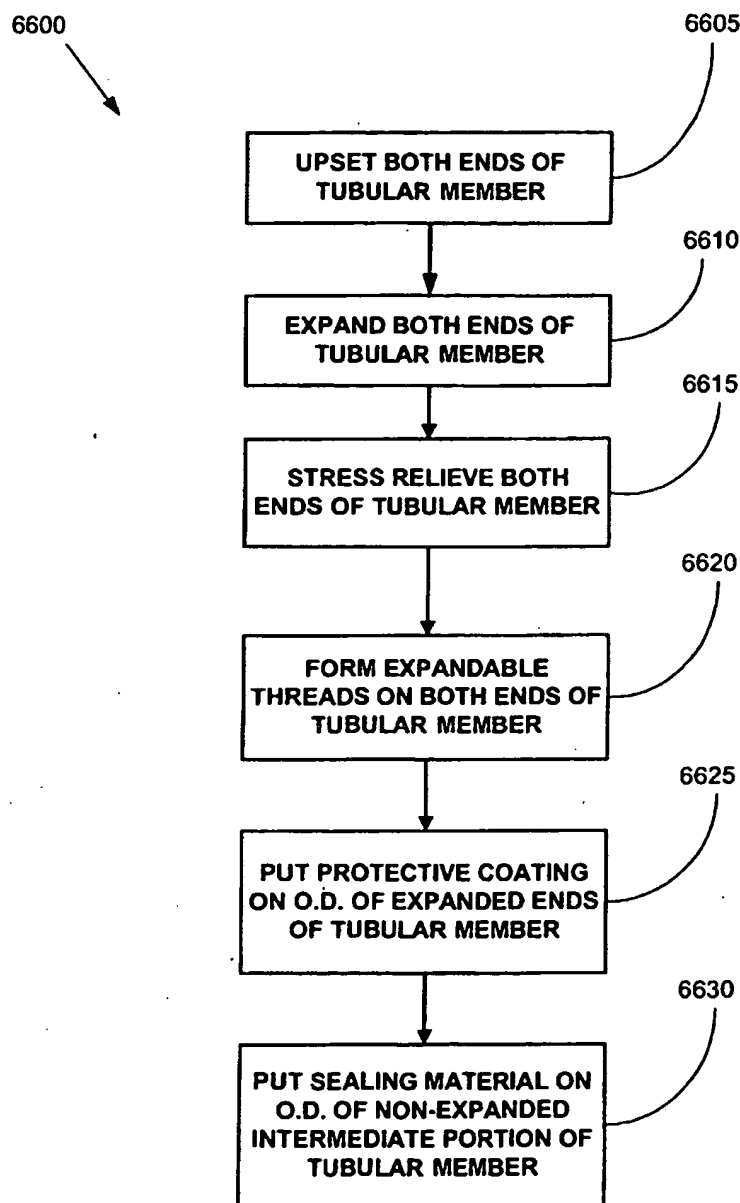 6600
6605
UPSET BOTH ENDS OF
TUBULAR MEMBER
6610
EXPAND BOTH ENDS OF
TUBULAR MEMBER
6615
STRESS RELIEVE BOTH
ENDS OF TUBULAR MEMBER
6620
FORM EXPANDABLE
THREADS ON BOTH ENDS OF
TUBULAR MEMBER
6625
PUT PROTECTIVE COATING
ON O.D. OF EXPANDED ENDS
OF TUBULAR MEMBER
6630
PUT SEALING MATERIAL ON
O.D. OF NON-EXPANDED
INTERMEDIATE PORTION OF
TUBULAR MEMBER